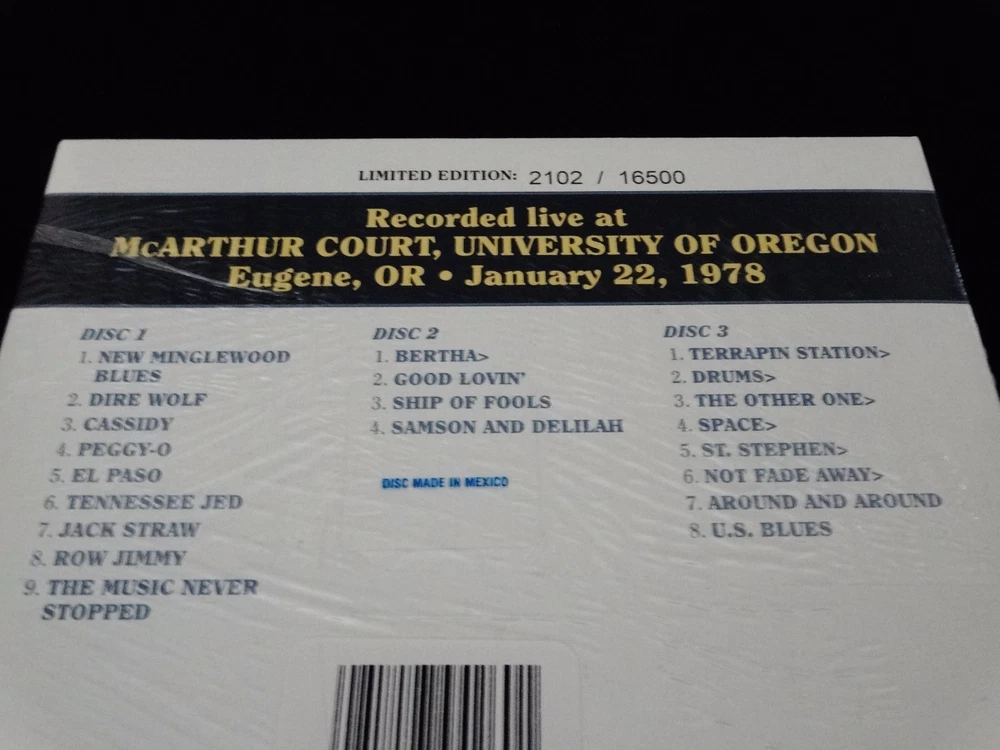 LIMITED EDITION: 2102 / 16500
Recorded live at
McARTHUR COURT, UNIVERSITY OF OREGON
Eugene, OR • January 22, 1978
DISC 1
1. NEW MINGLEWOOD
BLUES
2. DIRE WOLF
3. CASSIDY
4. PEGGY-O
5. EL PASO
6. TENNESSEE JED
7. JACK STRAW
8. ROW JIMMY
9. THE MUSIC NEVER
STOPPED
DISC 2
1. BERTHA>
2. GOOD LOVIN'
3. SHIP OF FOOLS
4. SAMSON AND DELILAH
DISC MADE IN MEXICO
DISC 3
1. TERRAPIN STATION>
2. DRUMS>
3. THE OTHER ONE>
4. SPACE>
5. ST. STEPHEN>
6. NOT FADE AWAY>
7. AROUND AND AROUND
8. U.S. BLUES